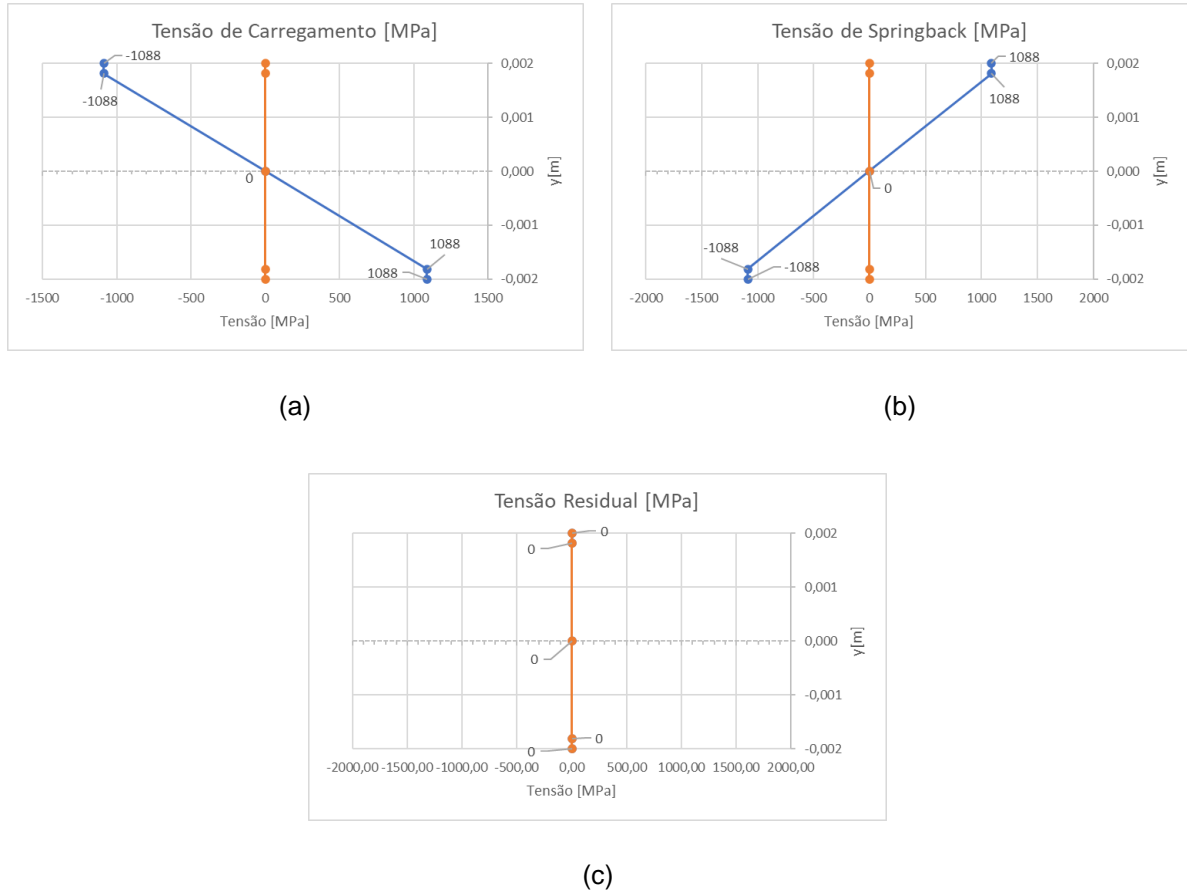 Tensão de Carregamento [MPa]
-1088
-1088
0
1088
1088
0,002
0,001
0,000
-0,001
-0,002
y[m]
-1500 -1000 -500 0 500 1000 1500
Tensão [MPa]
(a)
Tensão de Springback [MPa]
1088
1088
0
-1088
-1088
0,002
0,001
0,000
-0,001
-0,002
y[m]
-2000 -1500 -1000 -500 0 500 1000 1500 2000
Tensão [MPa]
(b)
Tensão Residual [MPa]
0
0
0
0
0
0,002
0,001
0,000
-0,001
-0,002
y[m]
-2000,00 -1500,00 -1000,00 -500,00 0,00 500,00 1000,00 1500,00 2000,00
Tensão [MPa]
(c)